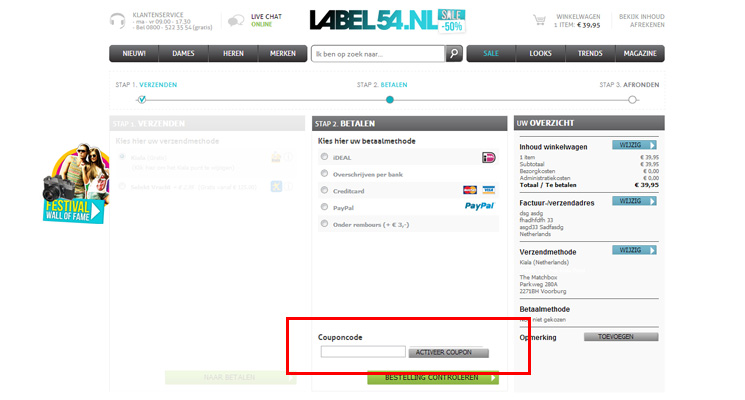 KLANTENSERVICE
- ma - vr 09.00 - 17.30
- Bel 0800 - 522 35 54 (gratis)
LIVE CHAT
ONLINE
LABEL54.NL SALE -50%
WINKELWAGEN
1 ITEM: € 39,95
BEKIJK INHOUD
AFREKENEN
NIEUW! DAMES HEREN MERKEN
Ik ben op zoek naar...
SALE LOOKS TRENDS MAGAZINE
STAP 1. VERZENDEN
STAP 2. BETALEN
STAP 3. AFRONDEN
STAP 1. VERZENDEN
Kies hier uw verzendmethode
Kiala
NAAR BETALEN
STAP 2. BETALEN
Kies hier uw betaalmethode
iDEAL
Overschrijven per bank
Creditcard VISA
PayPal PayPal
Onder rembours (+ € 3,-)
Couponcode
ACTIVEER COUPON
BESTELLING CONTROLEREN
UW OVERZICHT
Inhoud winkelwagen WIJZIG
1 Item € 39,95
Subtotaal € 39,95
Bezorgkosten € 0,00
Administratiekosten € 0,00
Totaal / Te betalen € 39,95
Factuur-/verzendadres WIJZIG
dsg asdg
fhadhfdfh 33
asgd33 Sadfasdg
Netherlands
Verzendmethode WIJZIG
Kiala (Netherlands)
The Matchbox
Parkweg 280A
2271BH Voorburg
Betaalmethode
niet gekozen
Opmerking TOEVOEGEN
FESTIVAL
WALL OF FAME